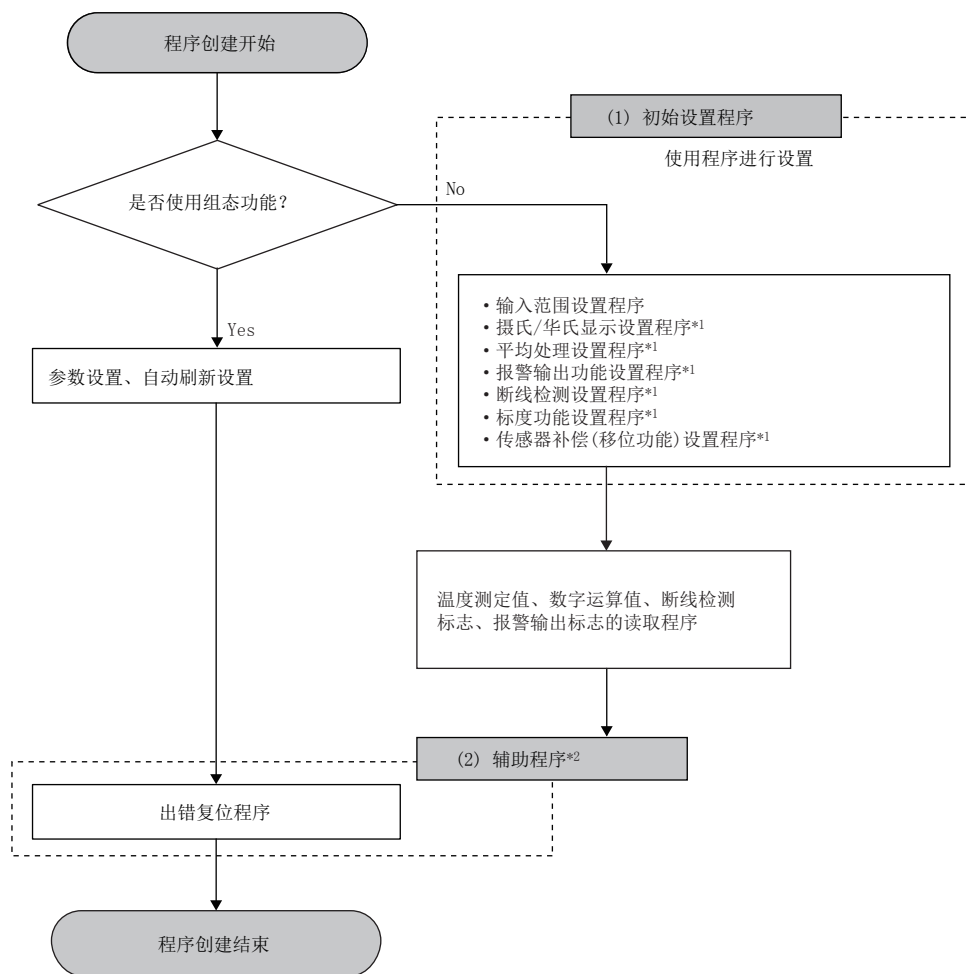 程序创建开始
(1) 初始设置程序
使用程序进行设置
是否使用组态功能?
No
Yes
・输入范围设置程序
・摄氏/华氏显示设置程序*1
・平均处理设置程序*1
・报警输出功能设置程序*1
・断线检测设置程序*1
・标度功能设置程序*1
・传感器补偿(移位功能)设置程序*1
参数设置、自动刷新设置
温度测定值、数字运算值、断线检测
标志、报警输出标志的读取程序
(2) 辅助程序*2
出错复位程序
程序创建结束